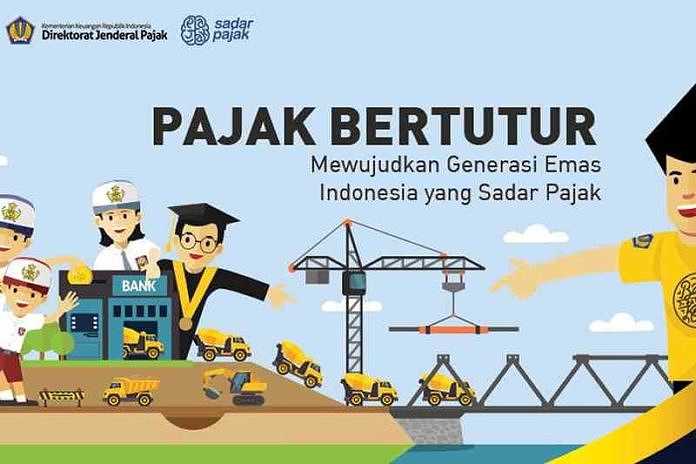 Kementerian Keuangan Republik Indonesia
Direktorat Jenderal Pajak
sadar
pajak
PAJAK BERTUTUR
Mewujudkan Generasi Emas
Indonesia yang Sadar Pajak
BANK